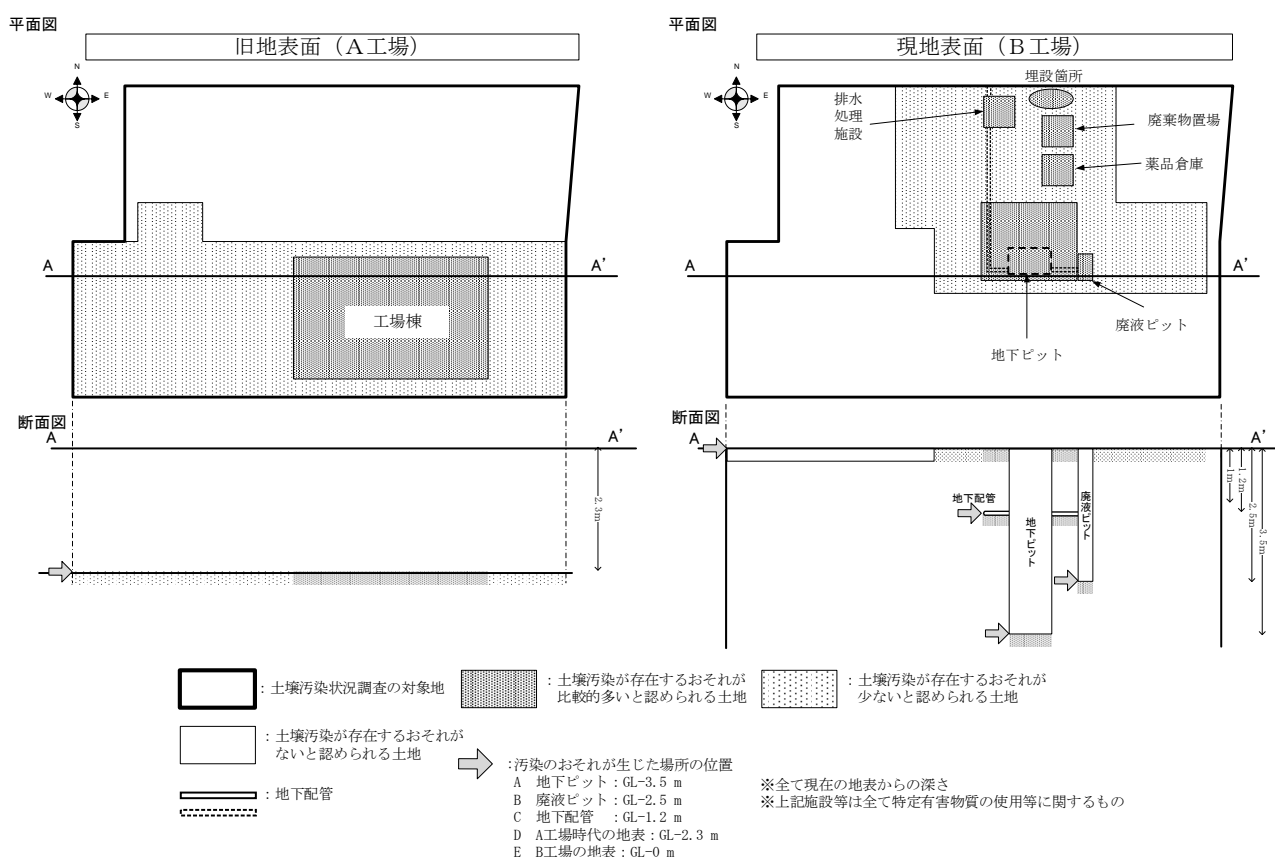 平面図
旧地表面（A工場）
N
W
E
S
A
A'
工場棟
断面図
A
A'
2.3m
平面図
現地表面（B工場）
N
W
E
S
埋設箇所
排水
処理
施設
廃棄物置場
薬品倉庫
A
A'
廃液ピット
地下ピット
断面図
A
A'
地下配管
地下ピット
廃液ピット
1m
1.2m
2.5m
3.5m
：土壌汚染状況調査の対象地
：土壌汚染が存在するおそれが
比較的多いと認められる土地
：土壌汚染が存在するおそれが
少ないと認められる土地
：土壌汚染が存在するおそれが
ないと認められる土地
：地下配管
：汚染のおそれが生じた場所の位置
A 地下ピット：GL-3.5 m
B 廃液ピット：GL-2.5 m
C 地下配管 ：GL-1.2 m
D A工場時代の地表：GL-2.3 m
E B工場の地表：GL-0 m
※全て現在の地表からの深さ
※上記施設等は全て特定有害物質の使用等に関するもの